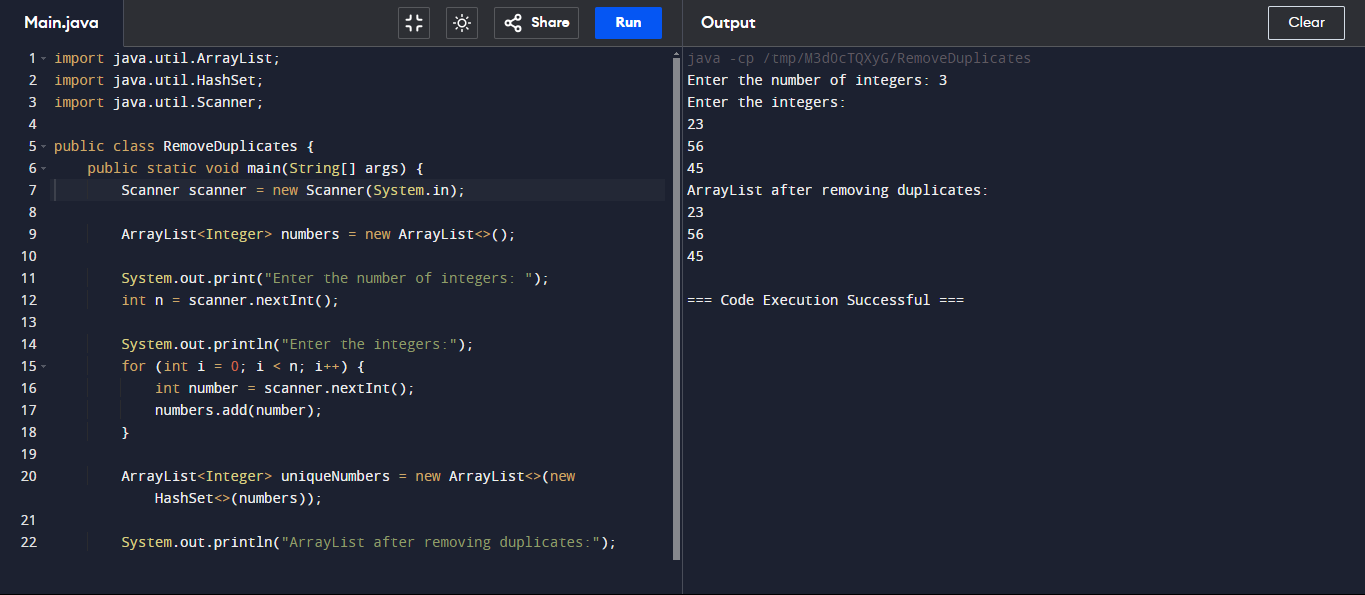 Main.java
Share
Run
Output
Clear
1 import java.util.ArrayList;
2 import java.util.HashSet;
3 import java.util.Scanner;
4
5 public class RemoveDuplicates {
6     public static void main(String[] args) {
7         Scanner scanner = new Scanner(System.in);
8
9         ArrayList<Integer> numbers = new ArrayList<>();
10
11         System.out.print("Enter the number of integers: ");
12         int n = scanner.nextInt();
13
14         System.out.println("Enter the integers:");
15         for (int i = 0; i < n; i++) {
16             int number = scanner.nextInt();
17             numbers.add(number);
18         }
19
20         ArrayList<Integer> uniqueNumbers = new ArrayList<>(new
            HashSet<>(numbers));
21
22         System.out.println("ArrayList after removing duplicates:");
java -cp /tmp/M3dOcTQXyG/RemoveDuplicates
Enter the number of integers: 3
Enter the integers:
23
56
45
ArrayList after removing duplicates:
23
56
45
=== Code Execution Successful ===